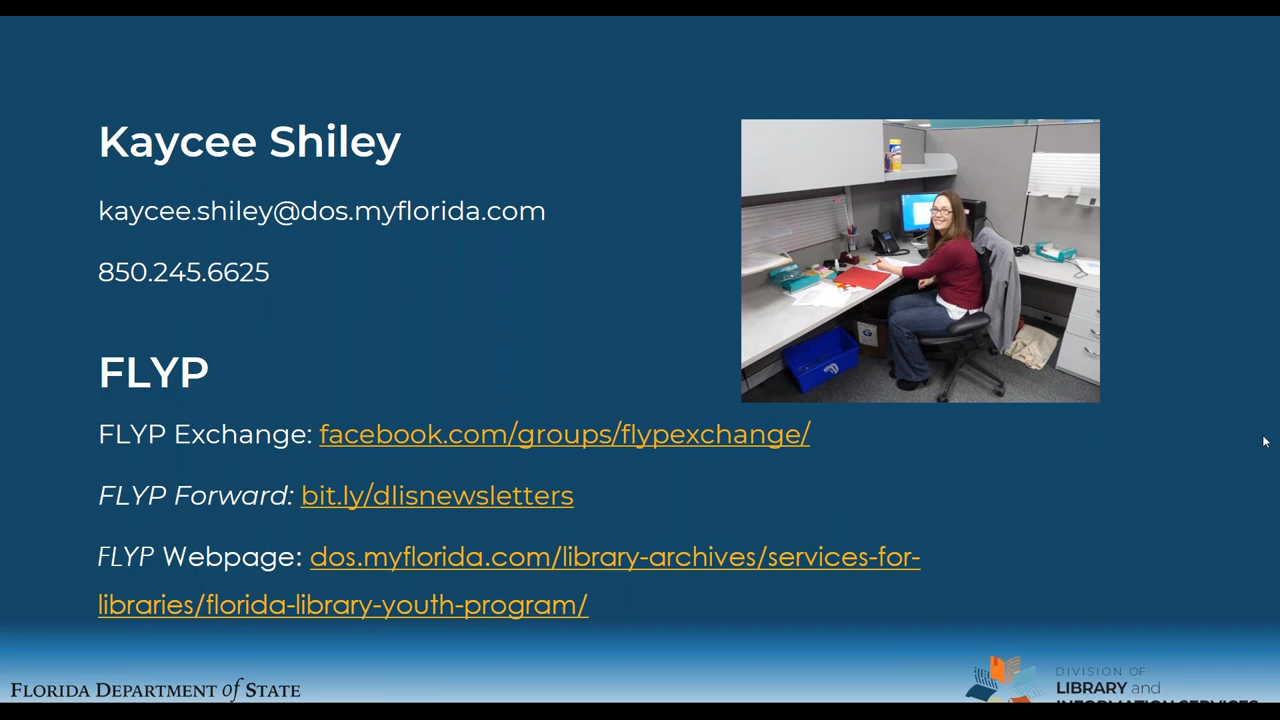 Kaycee Shiley
kaycee.shiley@dos.myflorida.com
850.245.6625
FLYP
FLYP Exchange: facebook.com/groups/flypexchange/
FLYP Forward: bit.ly/dlisnewsletters
FLYP Webpage: dos.myflorida.com/library-archives/services-for-
libraries/florida-library-youth-program/
FLORIDA DEPARTMENT of STATE
DIVISION OF
LIBRARY and
INFORMATION SERVICES